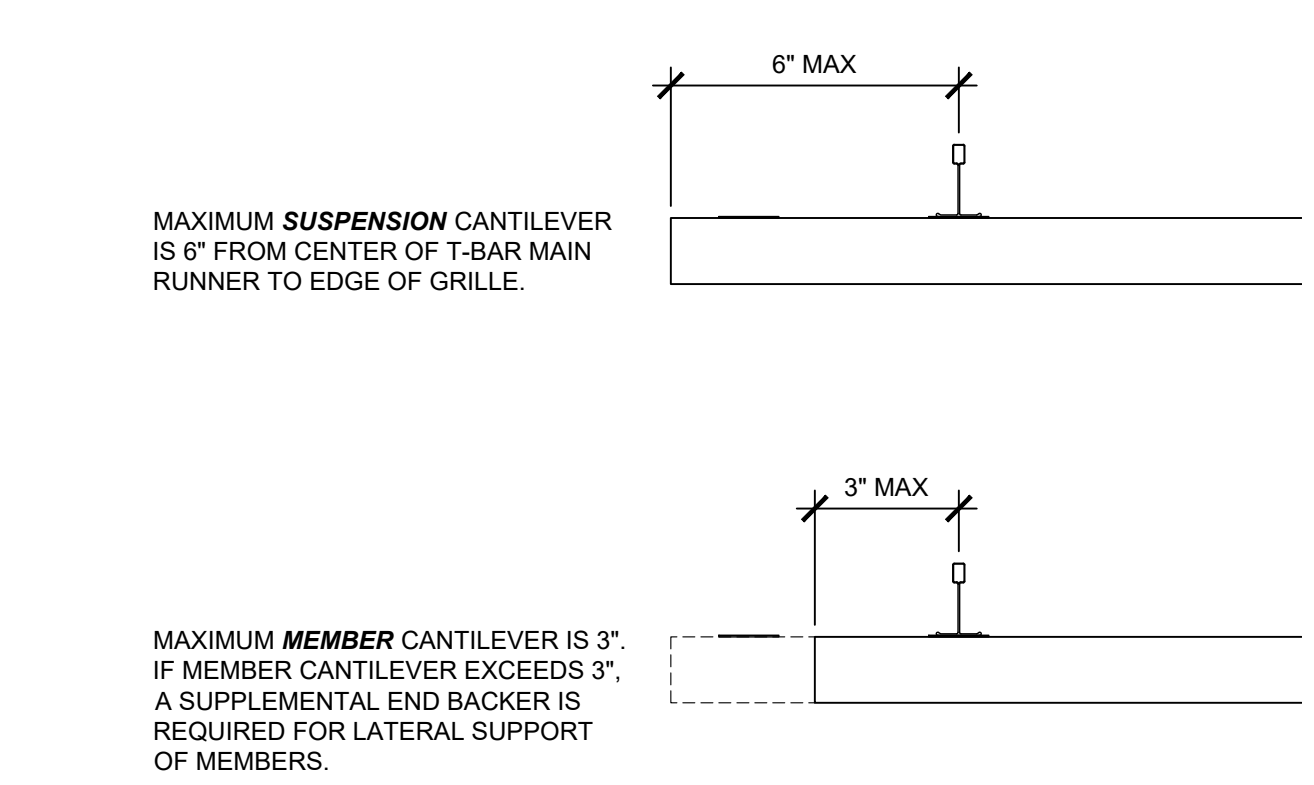 6" MAX
MAXIMUM SUSPENSION CANTILEVER
IS 6" FROM CENTER OF T-BAR MAIN
RUNNER TO EDGE OF GRILLE.
3" MAX
MAXIMUM MEMBER CANTILEVER IS 3".
IF MEMBER CANTILEVER EXCEEDS 3",
A SUPPLEMENTAL END BACKER IS
REQUIRED FOR LATERAL SUPPORT
OF MEMBERS.